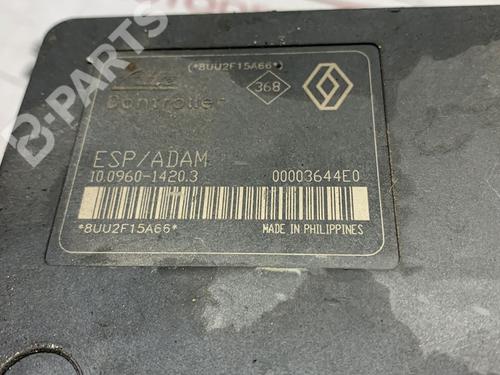 B-PARTS
(*8UU2F15A66*)
Controller
368
ESP/ADAM
10.0960-1420.3 00003644E0
*8UU2F15A66* MADE IN PHILIPPINES